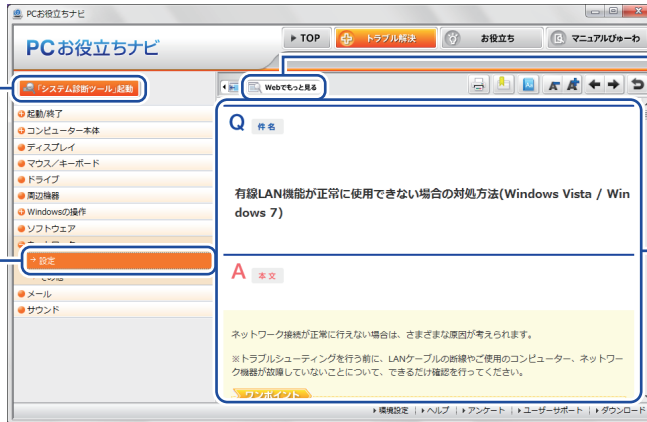 PCお役立ちナビ
PCお役立ちナビ
TOP
トラブル解決
お役立ち
マニュアルびゅーわ
「システム診断ツール」起動
Webでもっと見る
起動/終了
コンピューター本体
ディスプレイ
マウス/キーボード
ドライブ
周辺機器
Windowsの操作
ソフトウェア
設定
メール
サウンド
Q 件名
有線LAN機能が正常に使用できない場合の対処方法(Windows Vista / Win
dows 7)
A 本文
ネットワーク接続が正常に行えない場合は、さまざまな原因が考えられます。
※トラブルシューティングを行う前に、LANケーブルの断線やご使用のコンピューター、ネットワー
ク機器が故障していないことについて、できるだけ確認を行ってください。
ワンポイント
環境設定 | ヘルプ | アンケート | ユーザーサポート | ダウンロード